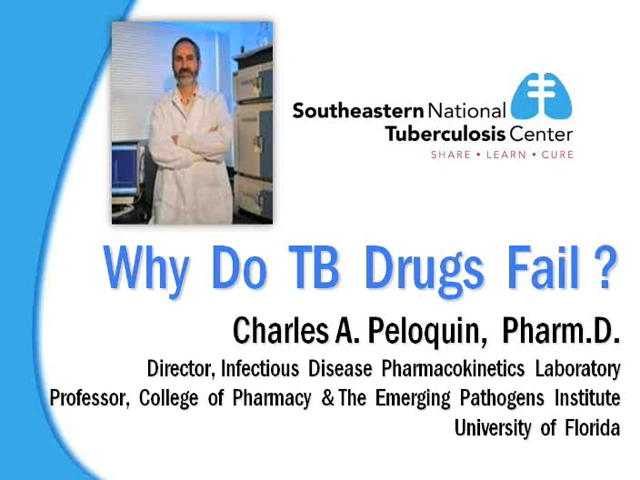 Southeastern National
Tuberculosis Center
SHARE • LEARN • CURE
Why Do TB Drugs Fail ?
Charles A. Peloquin, Pharm.D.
Director, Infectious Disease Pharmacokinetics Laboratory
Professor, College of Pharmacy & The Emerging Pathogens Institute
University of Florida